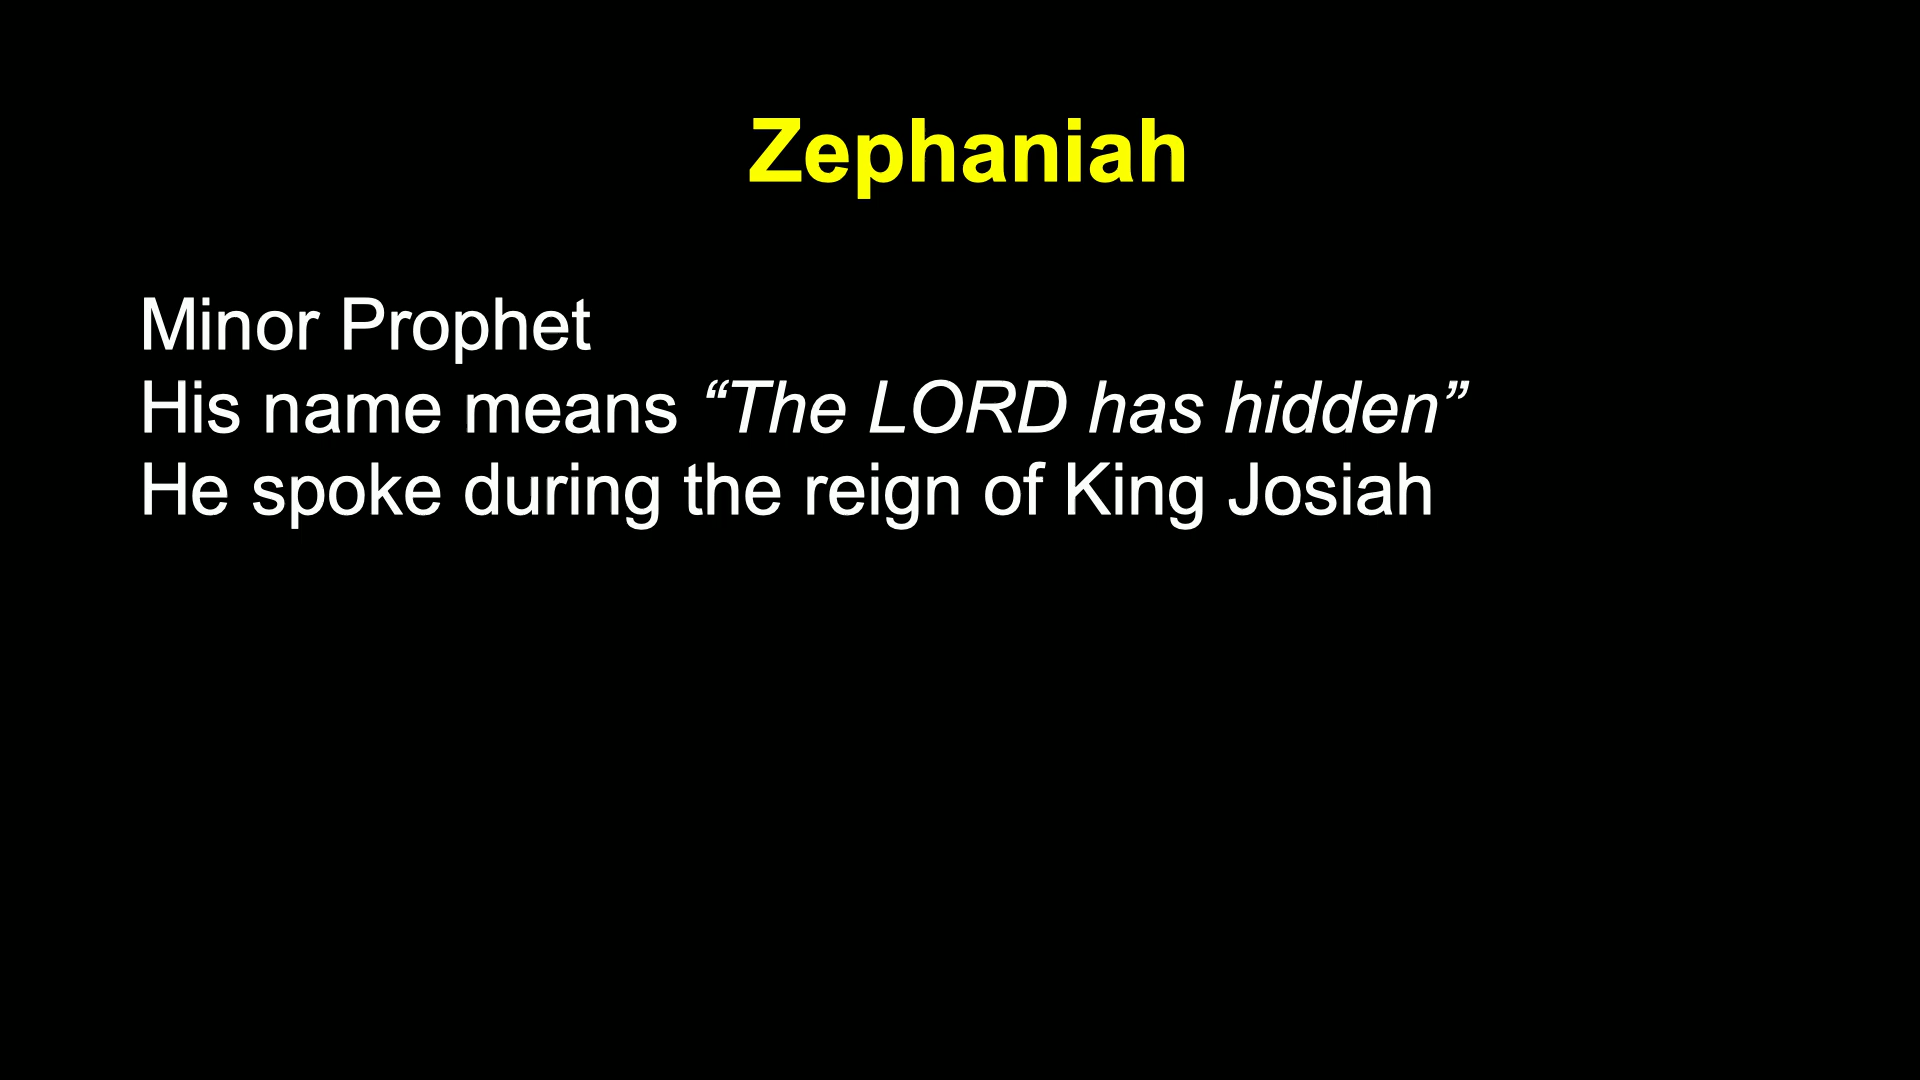 Zephaniah
Minor Prophet
His name means “The LORD has hidden”
He spoke during the reign of King Josiah